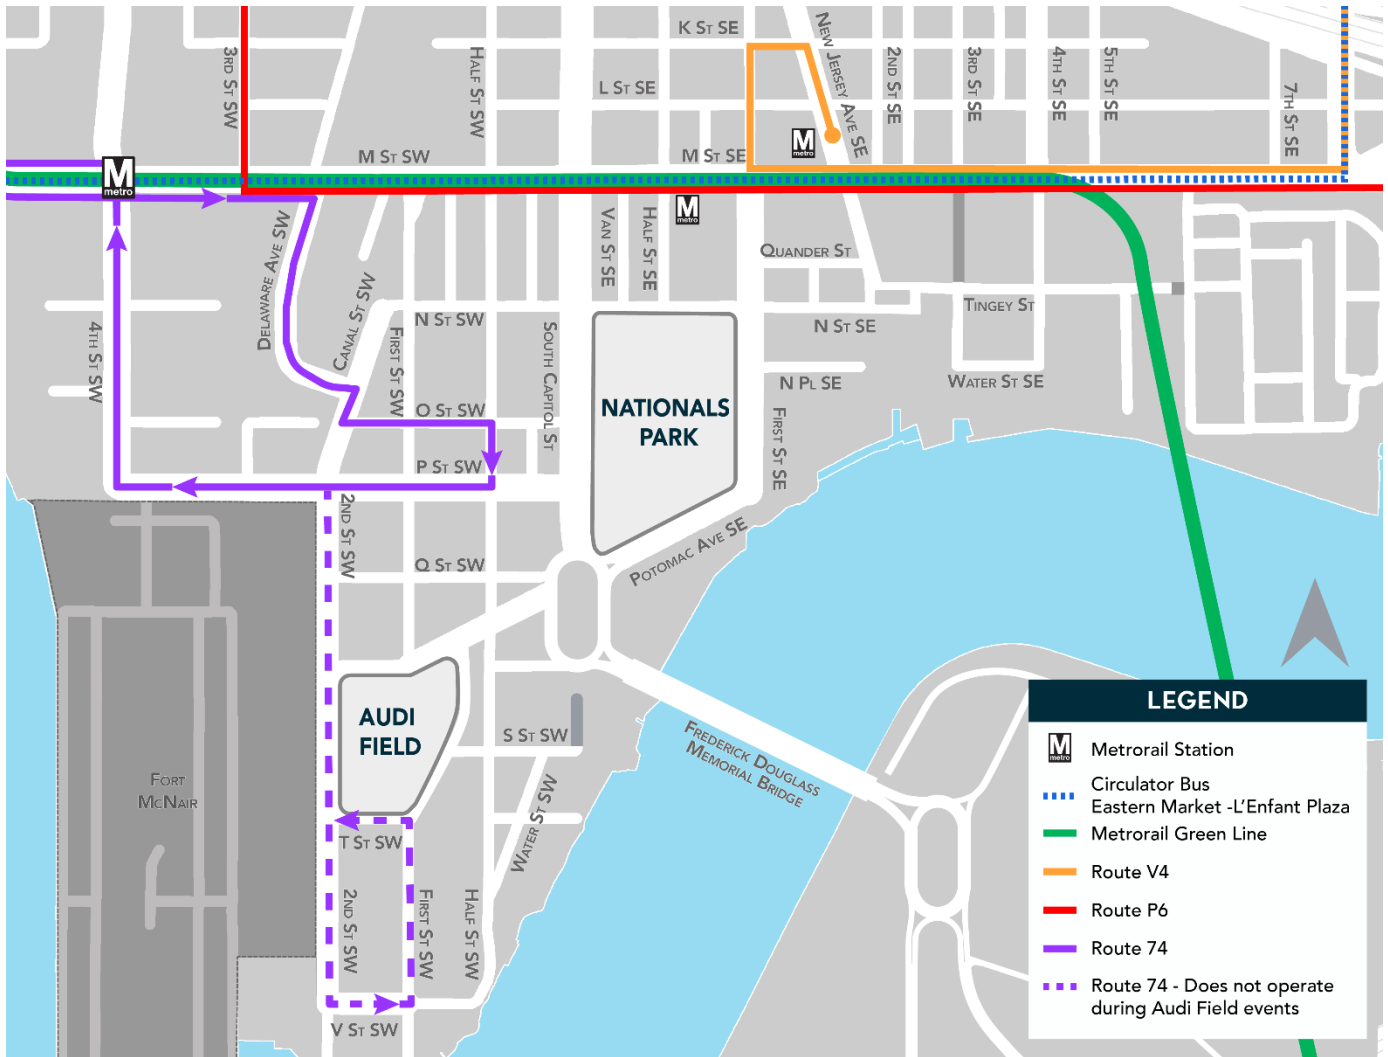 K St SE
New Jersey Ave SE
3rd St SW
Half St SW
2nd St SE
3rd St SE
4th St SE
5th St SE
7th St SE
L St SE
M St SW
M St SE
M
metro
M
metro
M
metro
Delaware Ave SW
Canal St SW
Van St SE
Half St SE
Quander St
Tingey St
4th St SW
N St SW
First St SW
South Capitol St
N St SE
N Pl SE
Water St SE
NATIONALS
PARK
O St SW
First St SE
P St SW
2nd St SW
Q St SW
Potomac Ave SE
AUDI
FIELD
S St SW
Frederick Douglass
Memorial Bridge
Fort
McNair
T St SW
Water St SW
2nd St SW
First St SW
Half St SW
V St SW
LEGEND
M
metro
Metrorail Station
Circulator Bus
Eastern Market -L'Enfant Plaza
Metrorail Green Line
Route V4
Route P6
Route 74
Route 74 - Does not operate
during Audi Field events